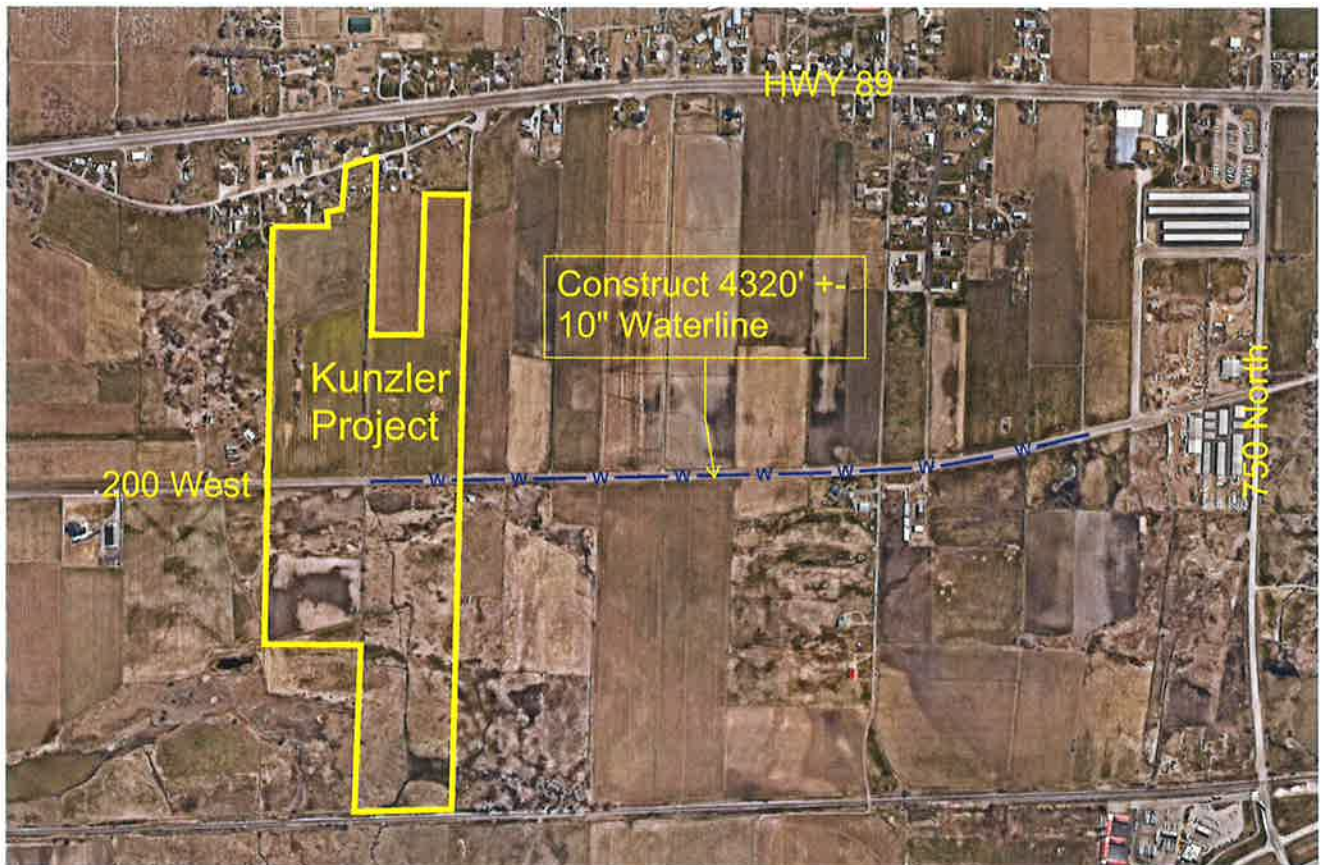 HWY 89
Construct 4320' +-
10" Waterline
Kunzler
Project
200 West
W W W W W W W W
750 North